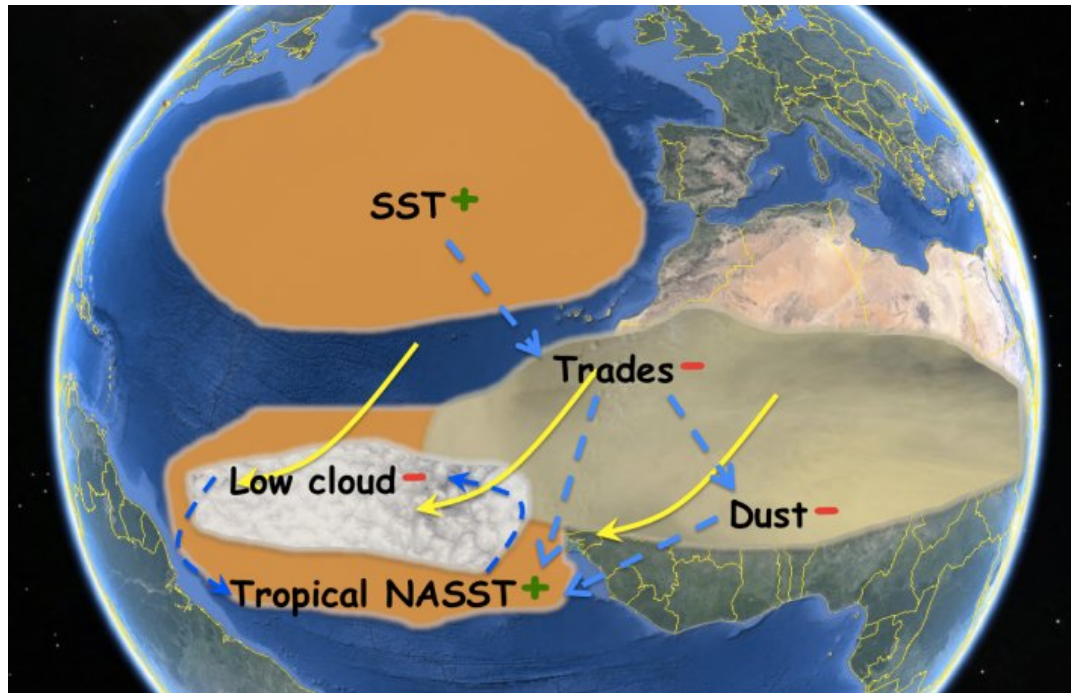 SST +
Trades -
Low cloud -
Dust -
Tropical NASST +